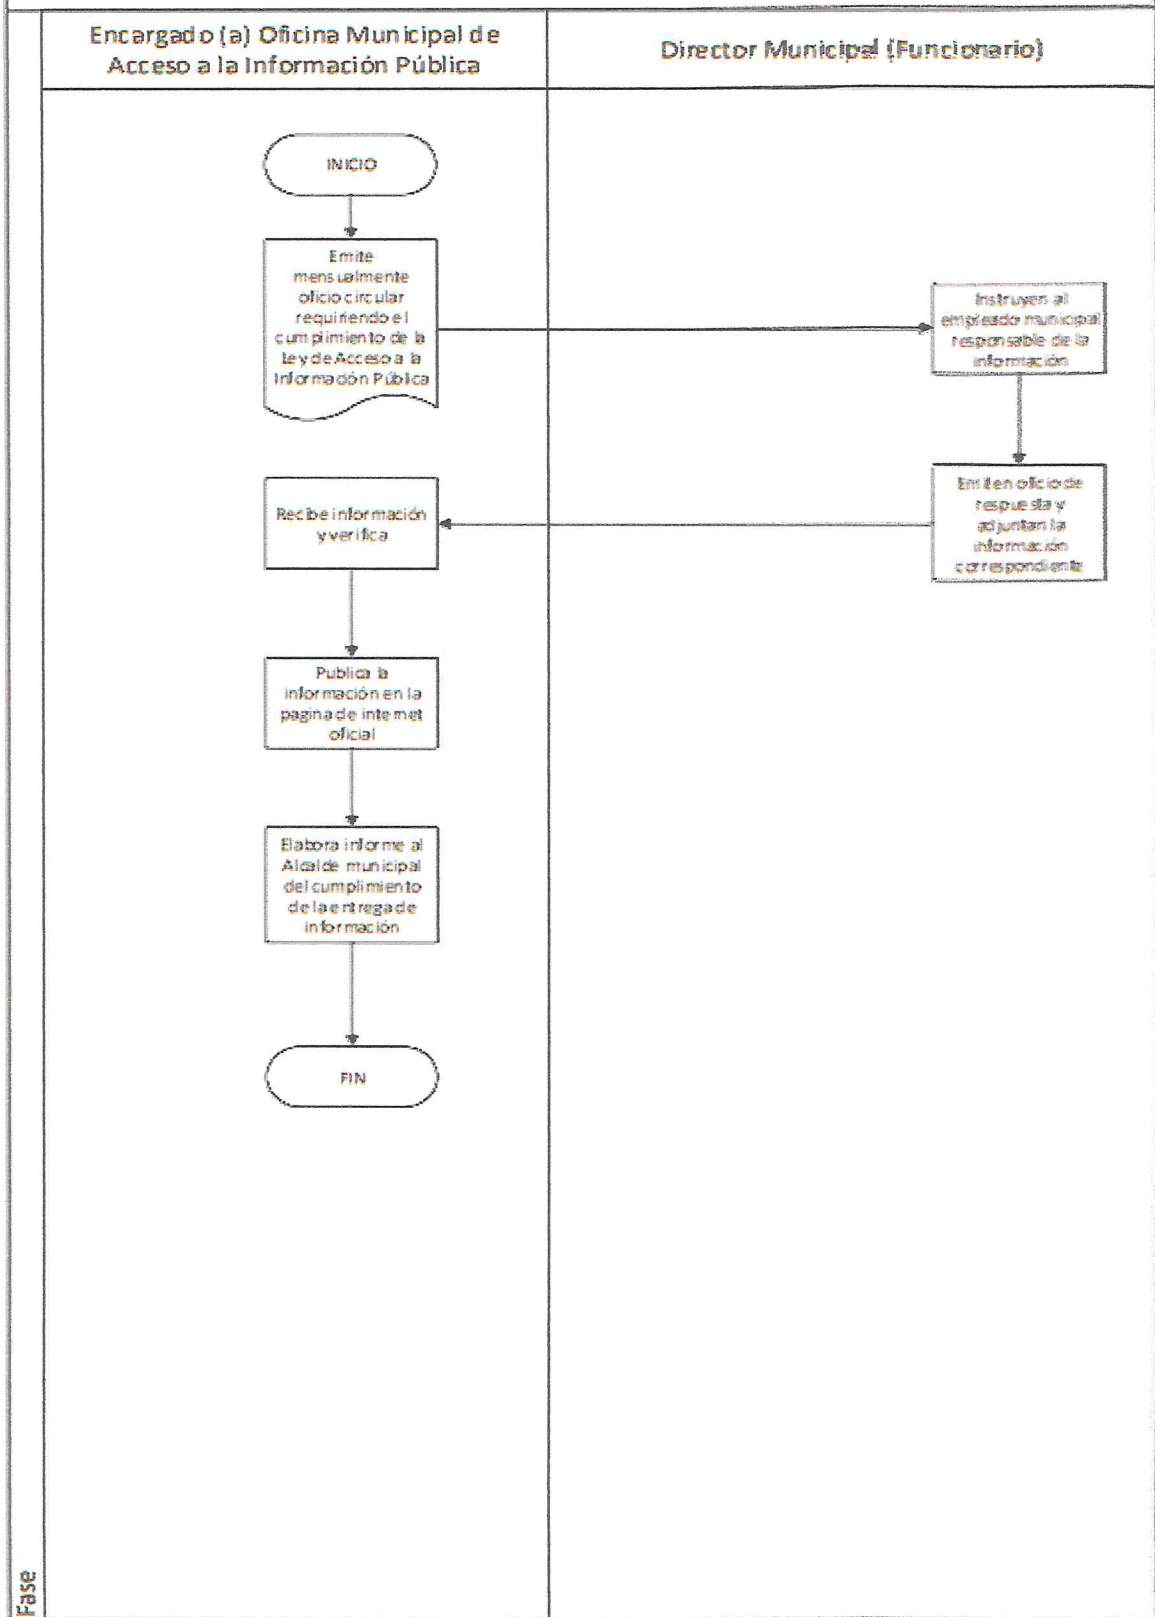 Encargado (a) Oficina Municipal de
Acceso a la Información Pública
Director Municipal (Funcionario)
INICIO
Emite
mensualmente
oficio circular
requiriendo el
cumplimiento de la
Ley de Acceso a la
Información Pública
Instruyen al
empleado municipal
responsable de la
información
Emiten oficio de
respuesta y
adjuntan la
información
correspondiente
Recibe información
y verifica
Publica la
información en la
pagina de internet
oficial
Elabora informe al
Alcalde municipal
del cumplimiento
de la entrega de
información
FIN
Fase